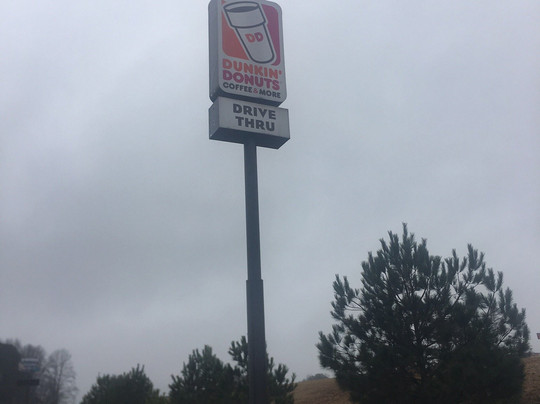 DD
DUNKIN'
DONUTS
COFFEE & MORE
DRIVE
THRU